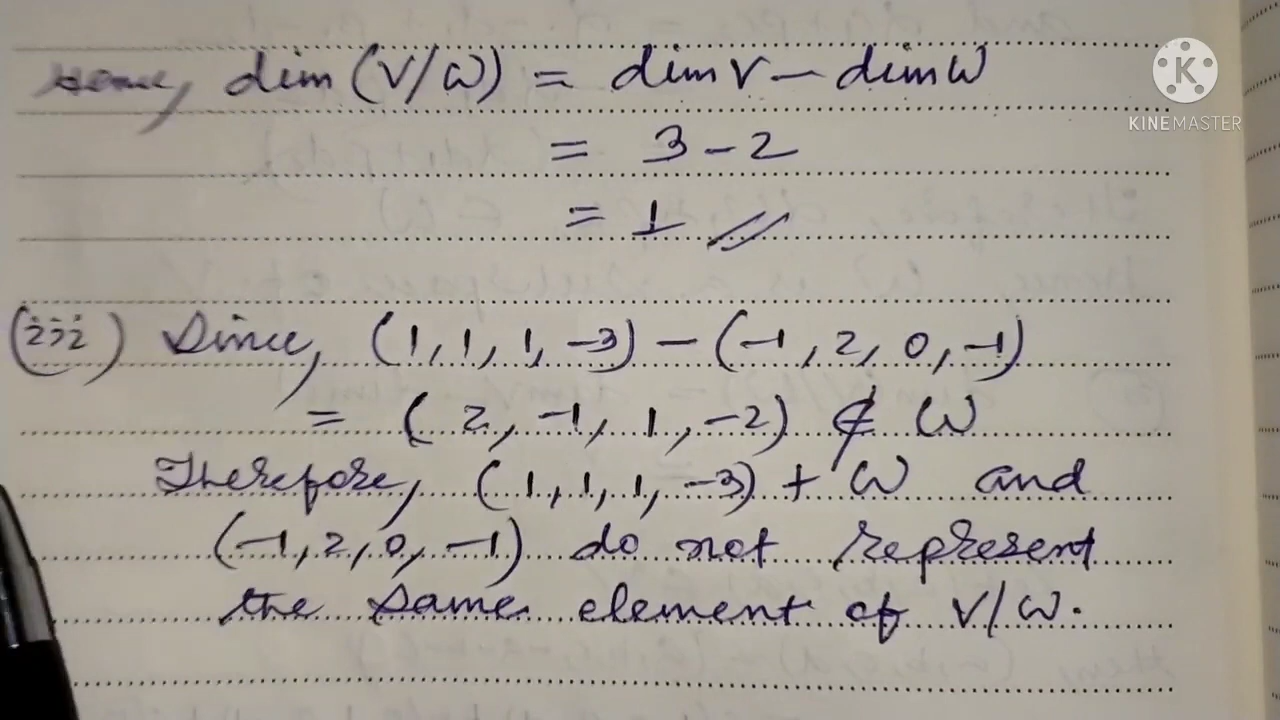 Hence, dim (V/W) = dim V - dim W
= 3 - 2
= 1 //
(iii) Since, (1, 1, 1, -3) - (-1, 2, 0, -1)
= (2, -1, 1, -2) ∉ W
Therefore, (1, 1, 1, -3) + W and
(-1, 2, 0, -1) do not represent
the same element of V/W.
K
KINEMASTER